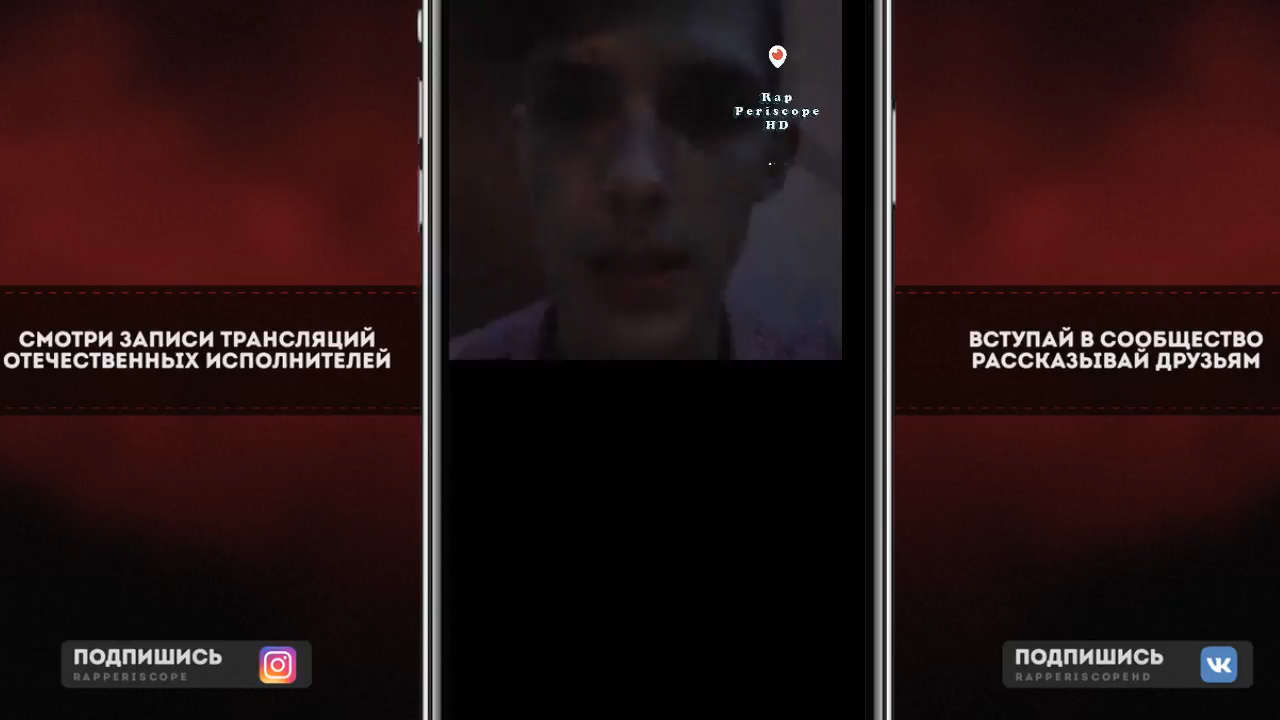 Rap
Periscope
HD
СМОТРИ ЗАПИСИ ТРАНСЛЯЦИЙ
ОТЕЧЕСТВЕННЫХ ИСПОЛНИТЕЛЕЙ
ВСТУПАЙ В СООБЩЕСТВО
РАССКАЗЫВАЙ ДРУЗЬЯМ
ПОДПИШИСЬ
RAPPERISCOPE
ПОДПИШИСЬ
RAPPERISCOPEHD